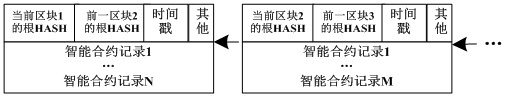 当前区块1
的根HASH
前一区块2
的根HASH
时间
戳
其
他
智能合约记录1
...
智能合约记录N
当前区块2
的根HASH
前一区块3
的根HASH
时间
戳
其
他
智能合约记录1
...
智能合约记录M
...